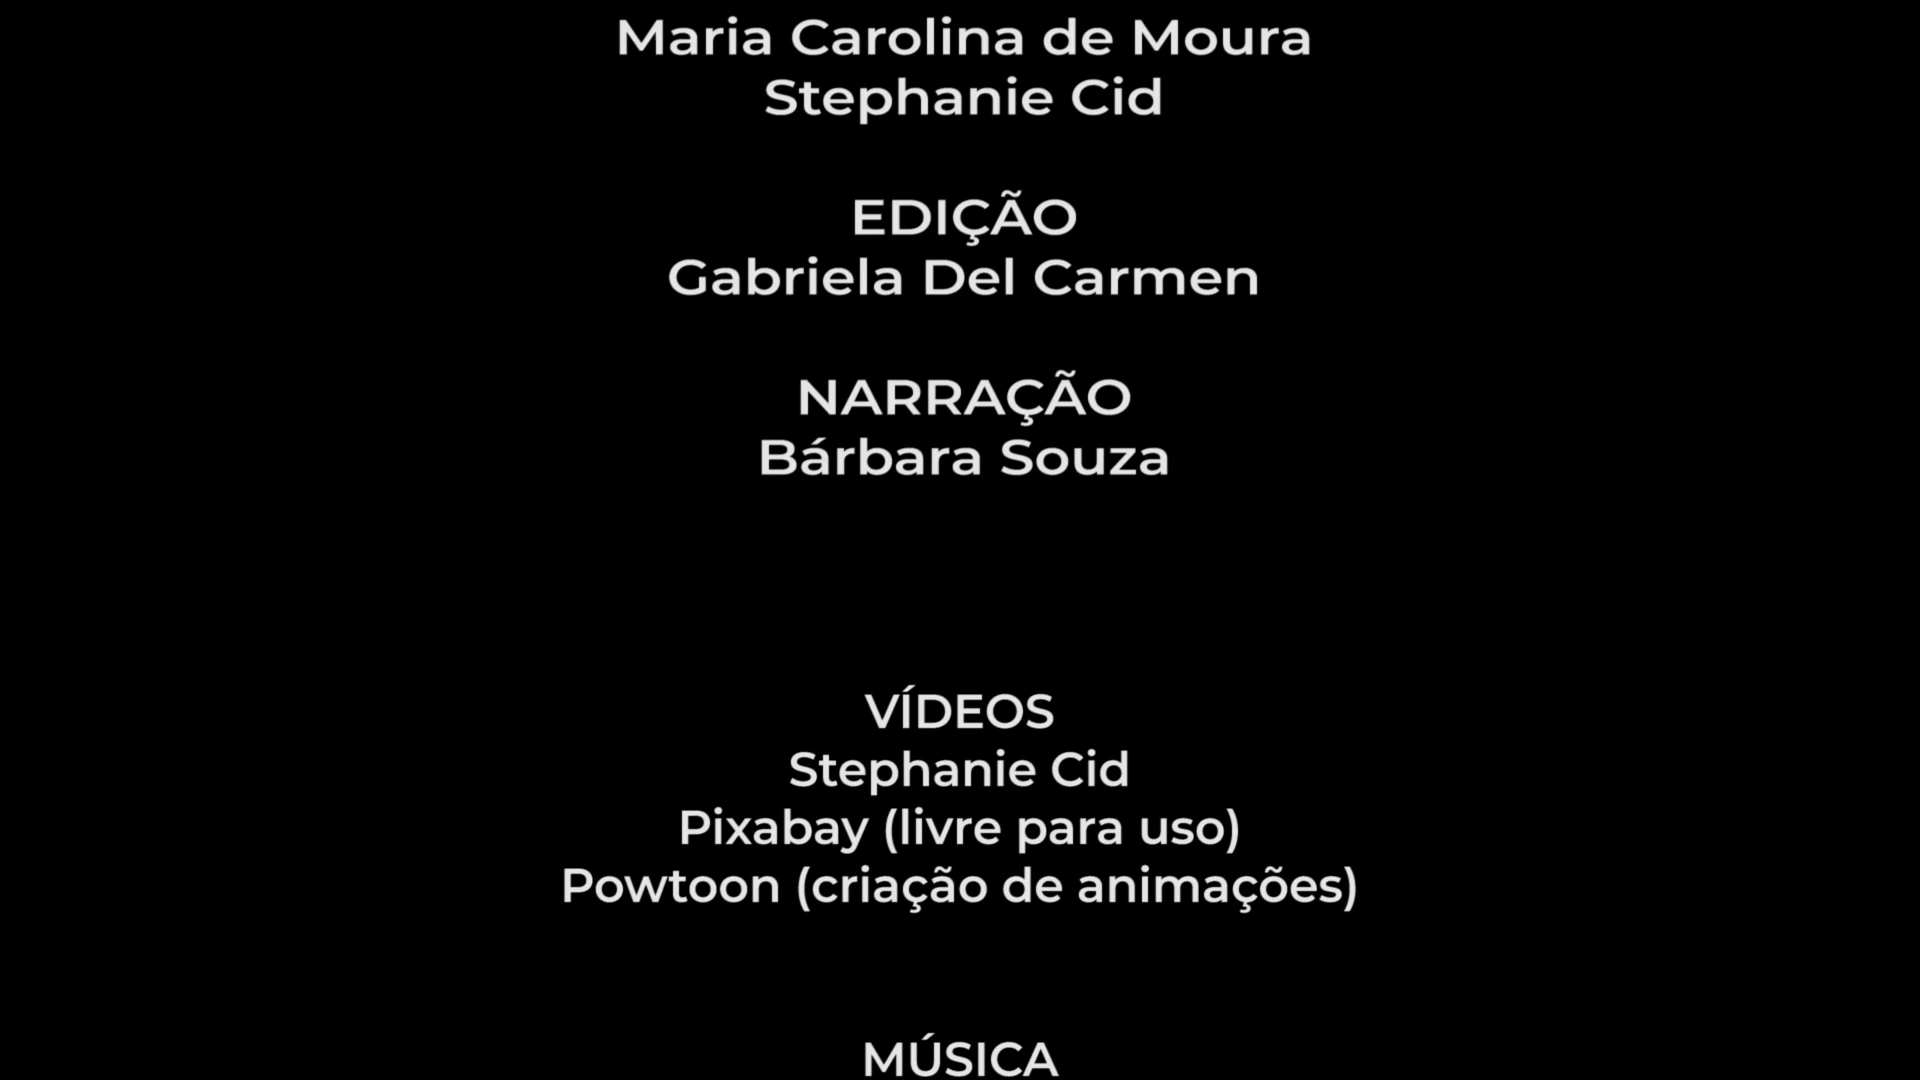 Maria Carolina de Moura
Stephanie Cid
EDIÇÃO
Gabriela Del Carmen
NARRAÇÃO
Bárbara Souza
VÍDEOS
Stephanie Cid
Pixabay (livre para uso)
Powtoon (criação de animações)
MÚSICA